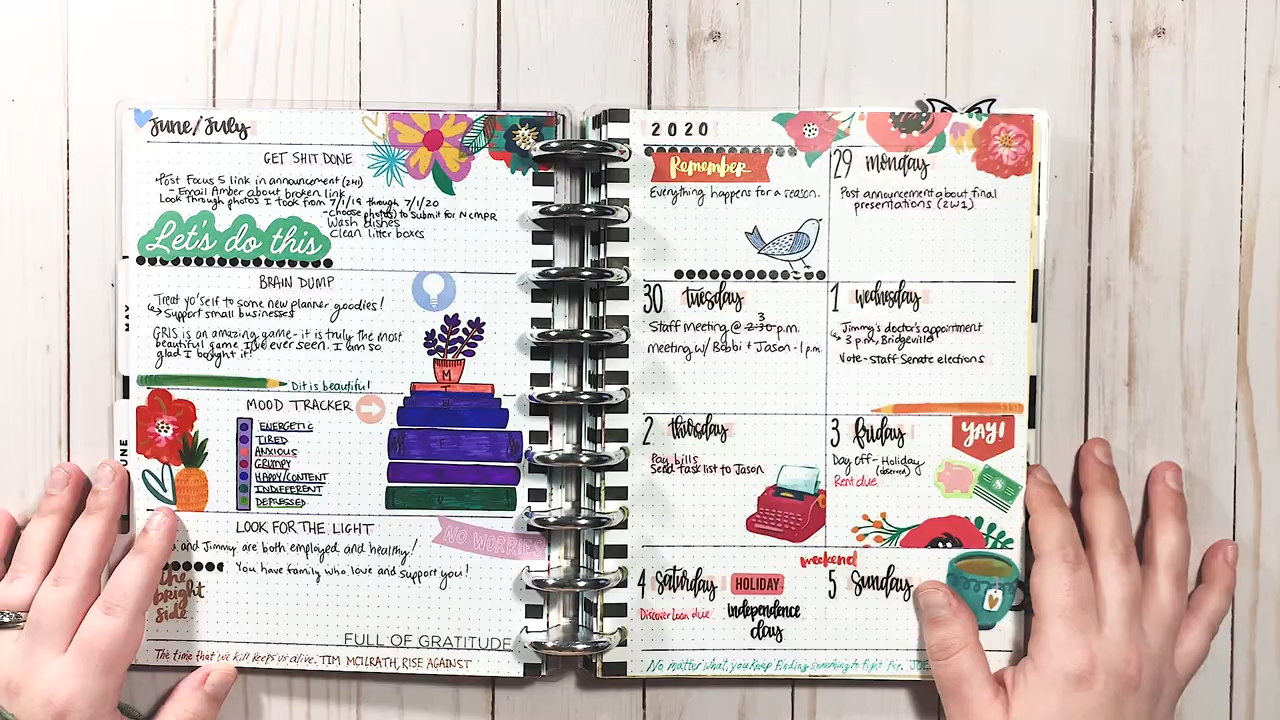 June/July
GET SHIT DONE
Post Focus 5 link in announcement (2H)
- Email Amber about broken link
Look through photos I took from 7/1/19 through 7/1/20
- choose photo(s) to submit for NCMPR
Wash dishes
Clean litter boxes
Let's do this
BRAIN DUMP
Treat yo'self to some new planner goodies!
Support small businesses
GRIS is an amazing game - it is truly the most
beautiful game I've ever seen. I am so
glad I bought it!
D it is beautiful!
MOOD TRACKER
ENERGETIC
TIRED
ANXIOUS
GRUMPY
HAPPY/CONTENT
INDIFFERENT
DEPRESSED
M
T
LOOK FOR THE LIGHT
and Jimmy are both employed and healthy!
You have family who love and support you!
NO WORRIES
the
bright
side
FULL OF GRATITUDE
The time that we kill keeps us alive. TIM MCILRATH, RISE AGAINST
MAY
JUNE
2020
Remember
Everything happens for a reason.
29 monday
Post announcement about final
presentations (2W1)
30 tuesday
Staff meeting @ 2:30 3 p.m.
meeting w/ Bobbi + Jason - 1 p.m.
1 wednesday
Jimmy's doctor's appointment
3 p.m., Bridgeville
Vote - Staff Senate elections
2 thursday
Pay bills
Send task list to Jason
3 friday
YAY!
Day off - Holiday
(observed)
Rent due
weekend
4 saturday
HOLIDAY
Discover loan due
independence
day
5 sunday
No matter what, you keep finding something to fight for. JOE